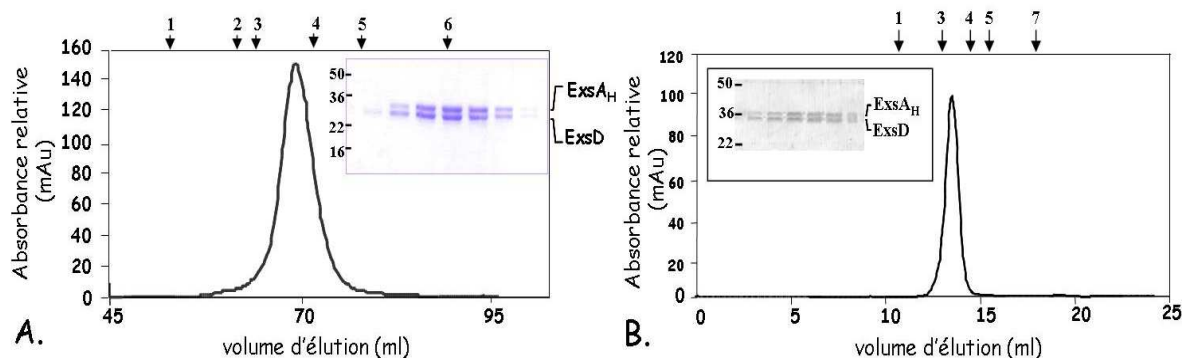 1 2 3 4 5 6
160
140
120
100
80
60
40
20
0
Absorbance relative
(mAu)
50
36
22
16
ExsA_H
ExsD
45 70 95
volume d'élution (ml)
A.
1 3 4 5 7
120
100
80
60
40
20
0
Absorbance relative
(mAu)
50
36
22
ExsA_H
ExsD
0 5 10 15 20 25
volume d'élution (ml)
B.